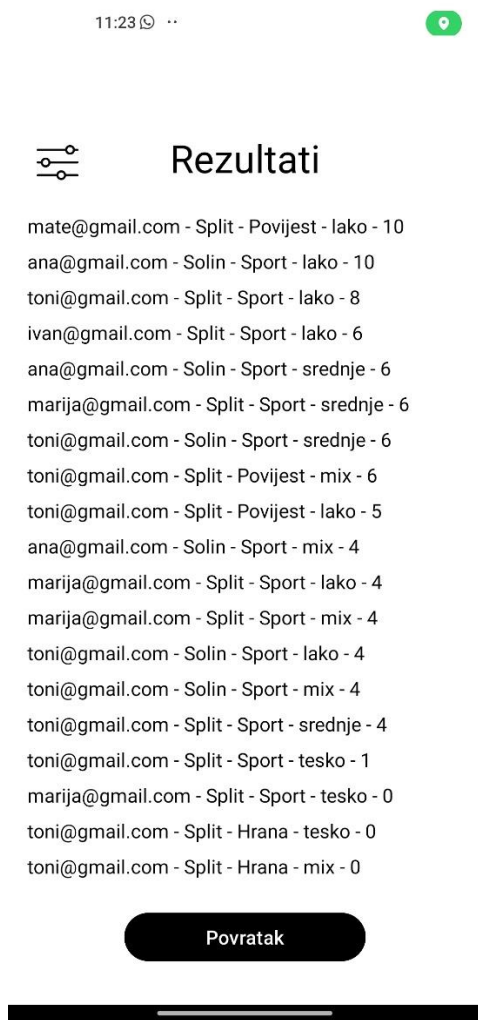 11:23
Rezultati
mate@gmail.com - Split - Povijest - lako - 10
ana@gmail.com - Solin - Sport - lako - 10
toni@gmail.com - Split - Sport - lako - 8
ivan@gmail.com - Split - Sport - lako - 6
ana@gmail.com - Solin - Sport - srednje - 6
marija@gmail.com - Split - Sport - srednje - 6
toni@gmail.com - Solin - Sport - srednje - 6
toni@gmail.com - Split - Povijest - mix - 6
toni@gmail.com - Split - Povijest - lako - 5
ana@gmail.com - Solin - Sport - mix - 4
marija@gmail.com - Split - Sport - lako - 4
marija@gmail.com - Split - Sport - mix - 4
toni@gmail.com - Solin - Sport - lako - 4
toni@gmail.com - Solin - Sport - mix - 4
toni@gmail.com - Split - Sport - srednje - 4
toni@gmail.com - Split - Sport - tesko - 1
marija@gmail.com - Split - Sport - tesko - 0
toni@gmail.com - Split - Hrana - tesko - 0
toni@gmail.com - Split - Hrana - mix - 0
Povratak